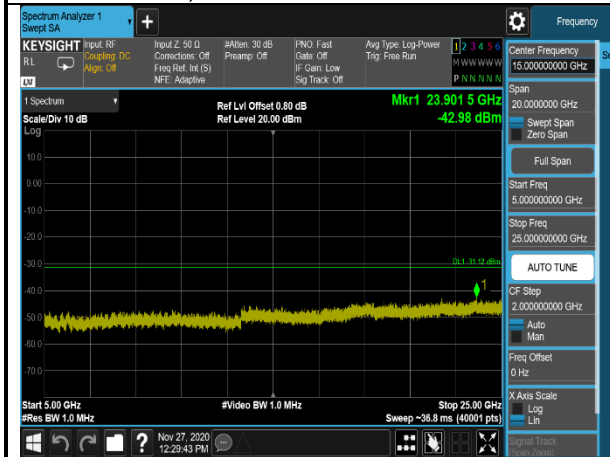 Spectrum Analyzer 1
Swept SA
Frequency
KEYSIGHT
RL
LXI
Input: RF
Coupling: DC
Align: Off
Input Z: 50 Ω
Corrections: Off
Freq Ref: Int (S)
NFE: Adaptive
#Atten: 30 dB
Preamp: Off
PNO: Fast
Gate: Off
IF Gain: Low
Sig Track: Off
Avg Type: Log-Power
Trig: Free Run
1 2 3 4 5 6
M W W W W W
P N N N N N
1 Spectrum
Scale/Div 10 dB
Log
Ref Lvl Offset 0.80 dB
Ref Level 20.00 dBm
Mkr1 23.901 5 GHz
-42.98 dBm
10.0
0.00
-10.0
-20.0
-30.0
DL1 -31.12 dBm
1
-40.0
-50.0
-60.0
-70.0
Start 5.00 GHz
#Res BW 1.0 MHz
#Video BW 1.0 MHz
Stop 25.00 GHz
Sweep ~36.8 ms (40001 pts)
Nov 27, 2020
12:29:43 PM
Center Frequency
15.000000000 GHz
Span
20.0000000 GHz
Swept Span
Zero Span
Full Span
Start Freq
5.000000000 GHz
Stop Freq
25.000000000 GHz
AUTO TUNE
CF Step
2.000000000 GHz
Auto
Man
Freq Offset
0 Hz
X Axis Scale
Log
Lin
Signal Track
(Span Zoom)